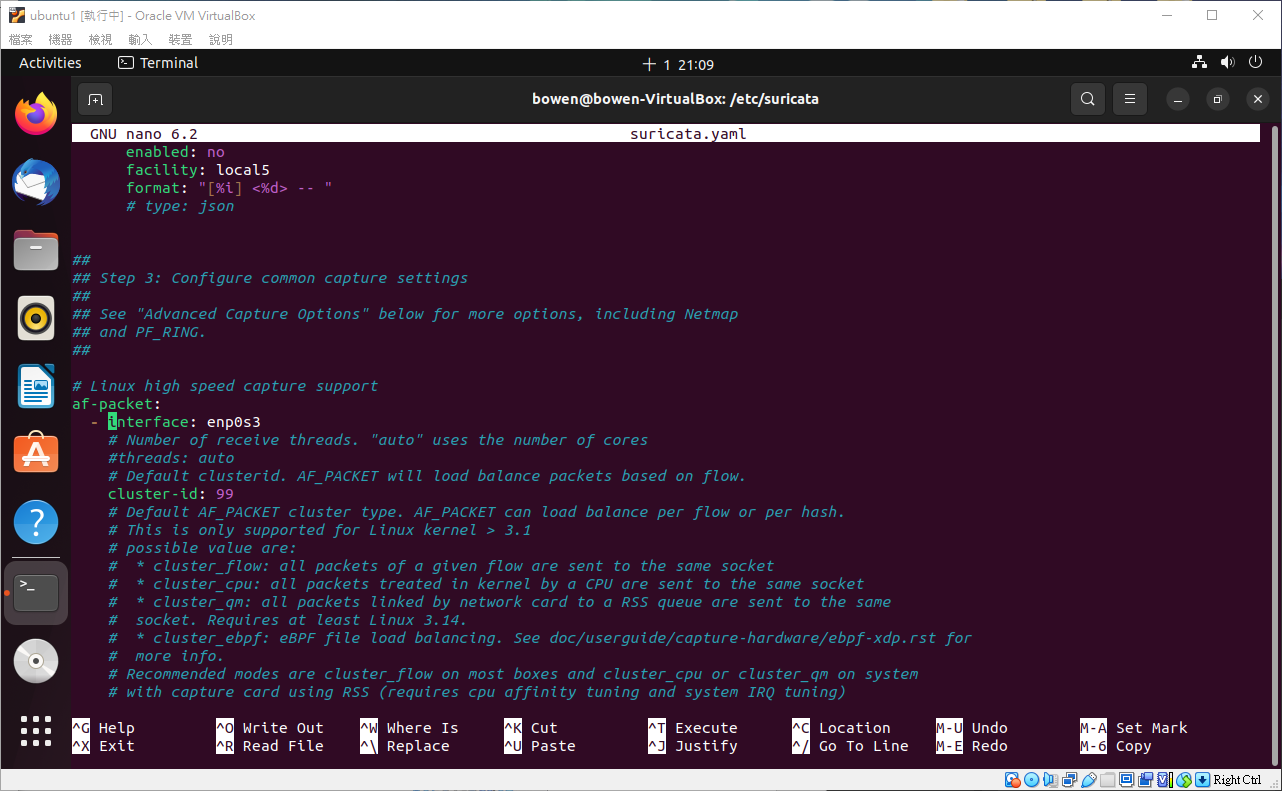 ubuntu1 [執行中] - Oracle VM VirtualBox
檔案 機器 檢視 輸入 裝置 說明
Activities Terminal 1 21:09
bowen@bowen-VirtualBox: /etc/suricata
GNU nano 6.2 suricata.yaml
enabled: no
facility: local5
format: "[%i] <%d> -- "
# type: json
##
## Step 3: Configure common capture settings
##
## See "Advanced Capture Options" below for more options, including Netmap
## and PF_RING.
##
# Linux high speed capture support
af-packet:
- interface: enp0s3
# Number of receive threads. "auto" uses the number of cores
#threads: auto
# Default clusterid. AF_PACKET will load balance packets based on flow.
cluster-id: 99
# Default AF_PACKET cluster type. AF_PACKET can load balance per flow or per hash.
# This is only supported for Linux kernel > 3.1
# possible value are:
# * cluster_flow: all packets of a given flow are sent to the same socket
# * cluster_cpu: all packets treated in kernel by a CPU are sent to the same socket
# * cluster_qm: all packets linked by network card to a RSS queue are sent to the same
# socket. Requires at least Linux 3.14.
# * cluster_ebpf: eBPF file load balancing. See doc/userguide/capture-hardware/ebpf-xdp.rst for
# more info.
# Recommended modes are cluster_flow on most boxes and cluster_cpu or cluster_qm on system
# with capture card using RSS (requires cpu affinity tuning and system IRQ tuning)
^G Help ^O Write Out ^W Where Is ^K Cut ^T Execute ^C Location M-U Undo M-A Set Mark
^X Exit ^R Read File ^\ Replace ^U Paste ^J Justify ^/ Go To Line M-E Redo M-6 Copy
Right Ctrl